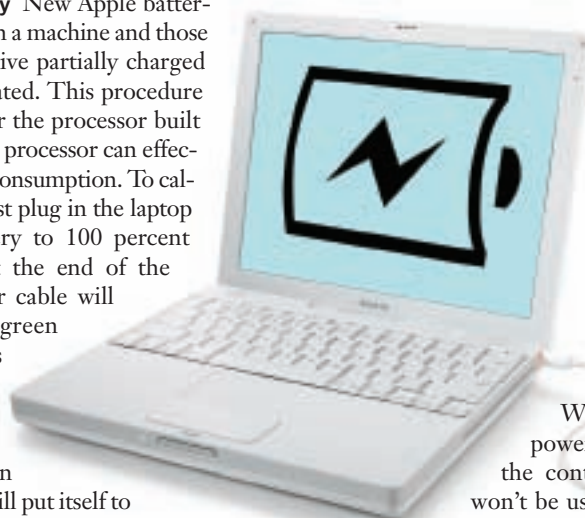 y New Apple batter-
n a machine and those
ive partially charged
ted. This procedure
r the processor built
processor can effec-
onsumption. To cal-
st plug in the laptop
ry to 100 percent
the end of the
r cable will
green
s
n
ill put itself to
W
power
the cont
won't be us